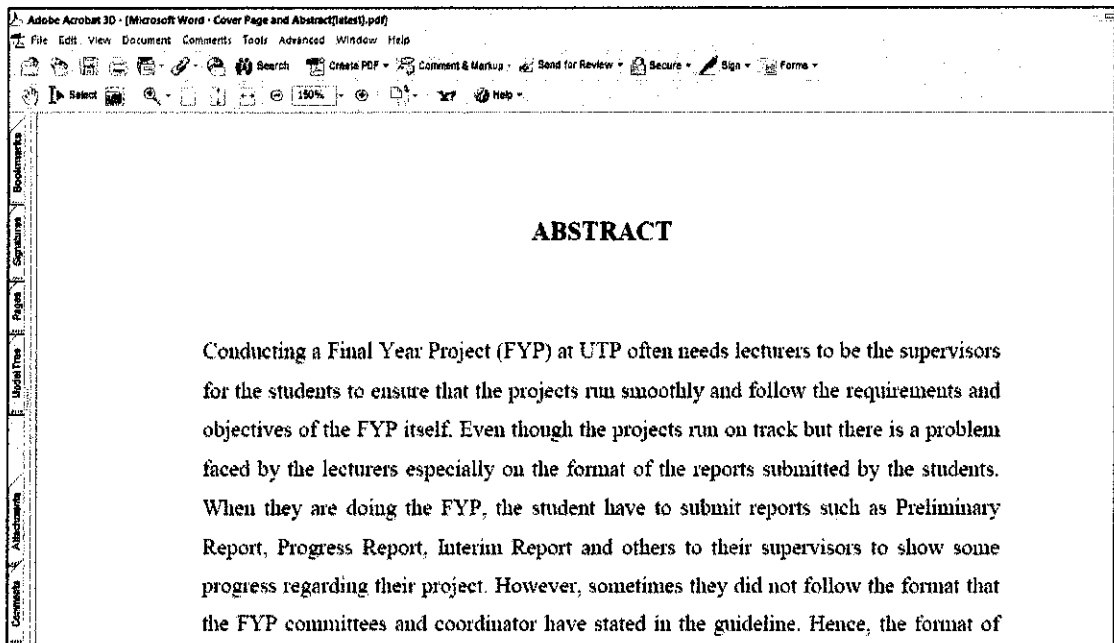 Adobe Acrobat 3D - [Microsoft Word - Cover Page and Abstract(latest).pdf]
File Edit View Document Comments Tools Advanced Window Help
Search Create PDF Comment & Markup Send for Review Secure Sign Forms
Select 150% Help
Bookmarks
Signatures
Pages
Model Tree
Attachments
Comments
ABSTRACT
Conducting a Final Year Project (FYP) at UTP often needs lecturers to be the supervisors
for the students to ensure that the projects run smoothly and follow the requirements and
objectives of the FYP itself. Even though the projects run on track but there is a problem
faced by the lecturers especially on the format of the reports submitted by the students.
When they are doing the FYP, the student have to submit reports such as Preliminary
Report, Progress Report, Interim Report and others to their supervisors to show some
progress regarding their project. However, sometimes they did not follow the format that
the FYP committees and coordinator have stated in the guideline. Hence, the format of